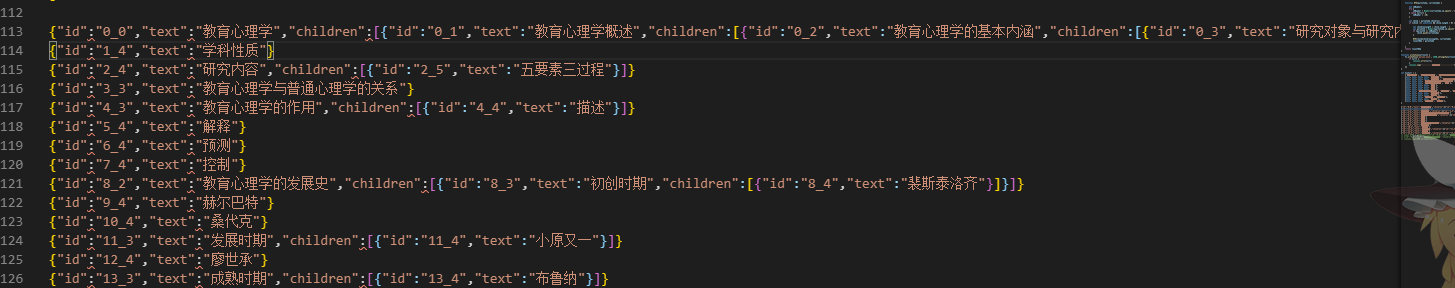 112
113 {"id":"0_0","text":"教育心理学","children":[{"id":"0_1","text":"教育心理学概述","children":[{"id":"0_2","text":"教育心理学的基本内涵","children":[{"id":"0_3","text":"研究对象与研究内
114 {"id":"1_4","text":"学科性质"}
115 {"id":"2_4","text":"研究内容","children":[{"id":"2_5","text":"五要素三过程"}]}
116 {"id":"3_3","text":"教育心理学与普通心理学的关系"}
117 {"id":"4_3","text":"教育心理学的作用","children":[{"id":"4_4","text":"描述"}]}
118 {"id":"5_4","text":"解释"}
119 {"id":"6_4","text":"预测"}
120 {"id":"7_4","text":"控制"}
121 {"id":"8_2","text":"教育心理学的发展史","children":[{"id":"8_3","text":"初创时期","children":[{"id":"8_4","text":"裴斯泰洛齐"}]}]}
122 {"id":"9_4","text":"赫尔巴特"}
123 {"id":"10_4","text":"桑代克"}
124 {"id":"11_3","text":"发展时期","children":[{"id":"11_4","text":"小原又一"}]}
125 {"id":"12_4","text":"廖世承"}
126 {"id":"13_3","text":"成熟时期","children":[{"id":"13_4","text":"布鲁纳"}]}